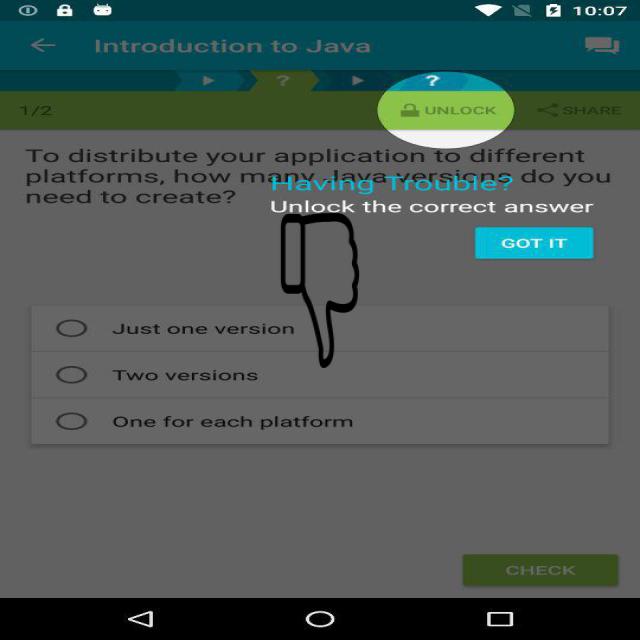 10:07
Introduction to Java
?
?
1/2
UNLOCK
SHARE
To distribute your application to different
platforms, how many Java versions do you
need to create?
Having Trouble?
Unlock the correct answer
GOT IT
Just one version
Two versions
One for each platform
CHECK